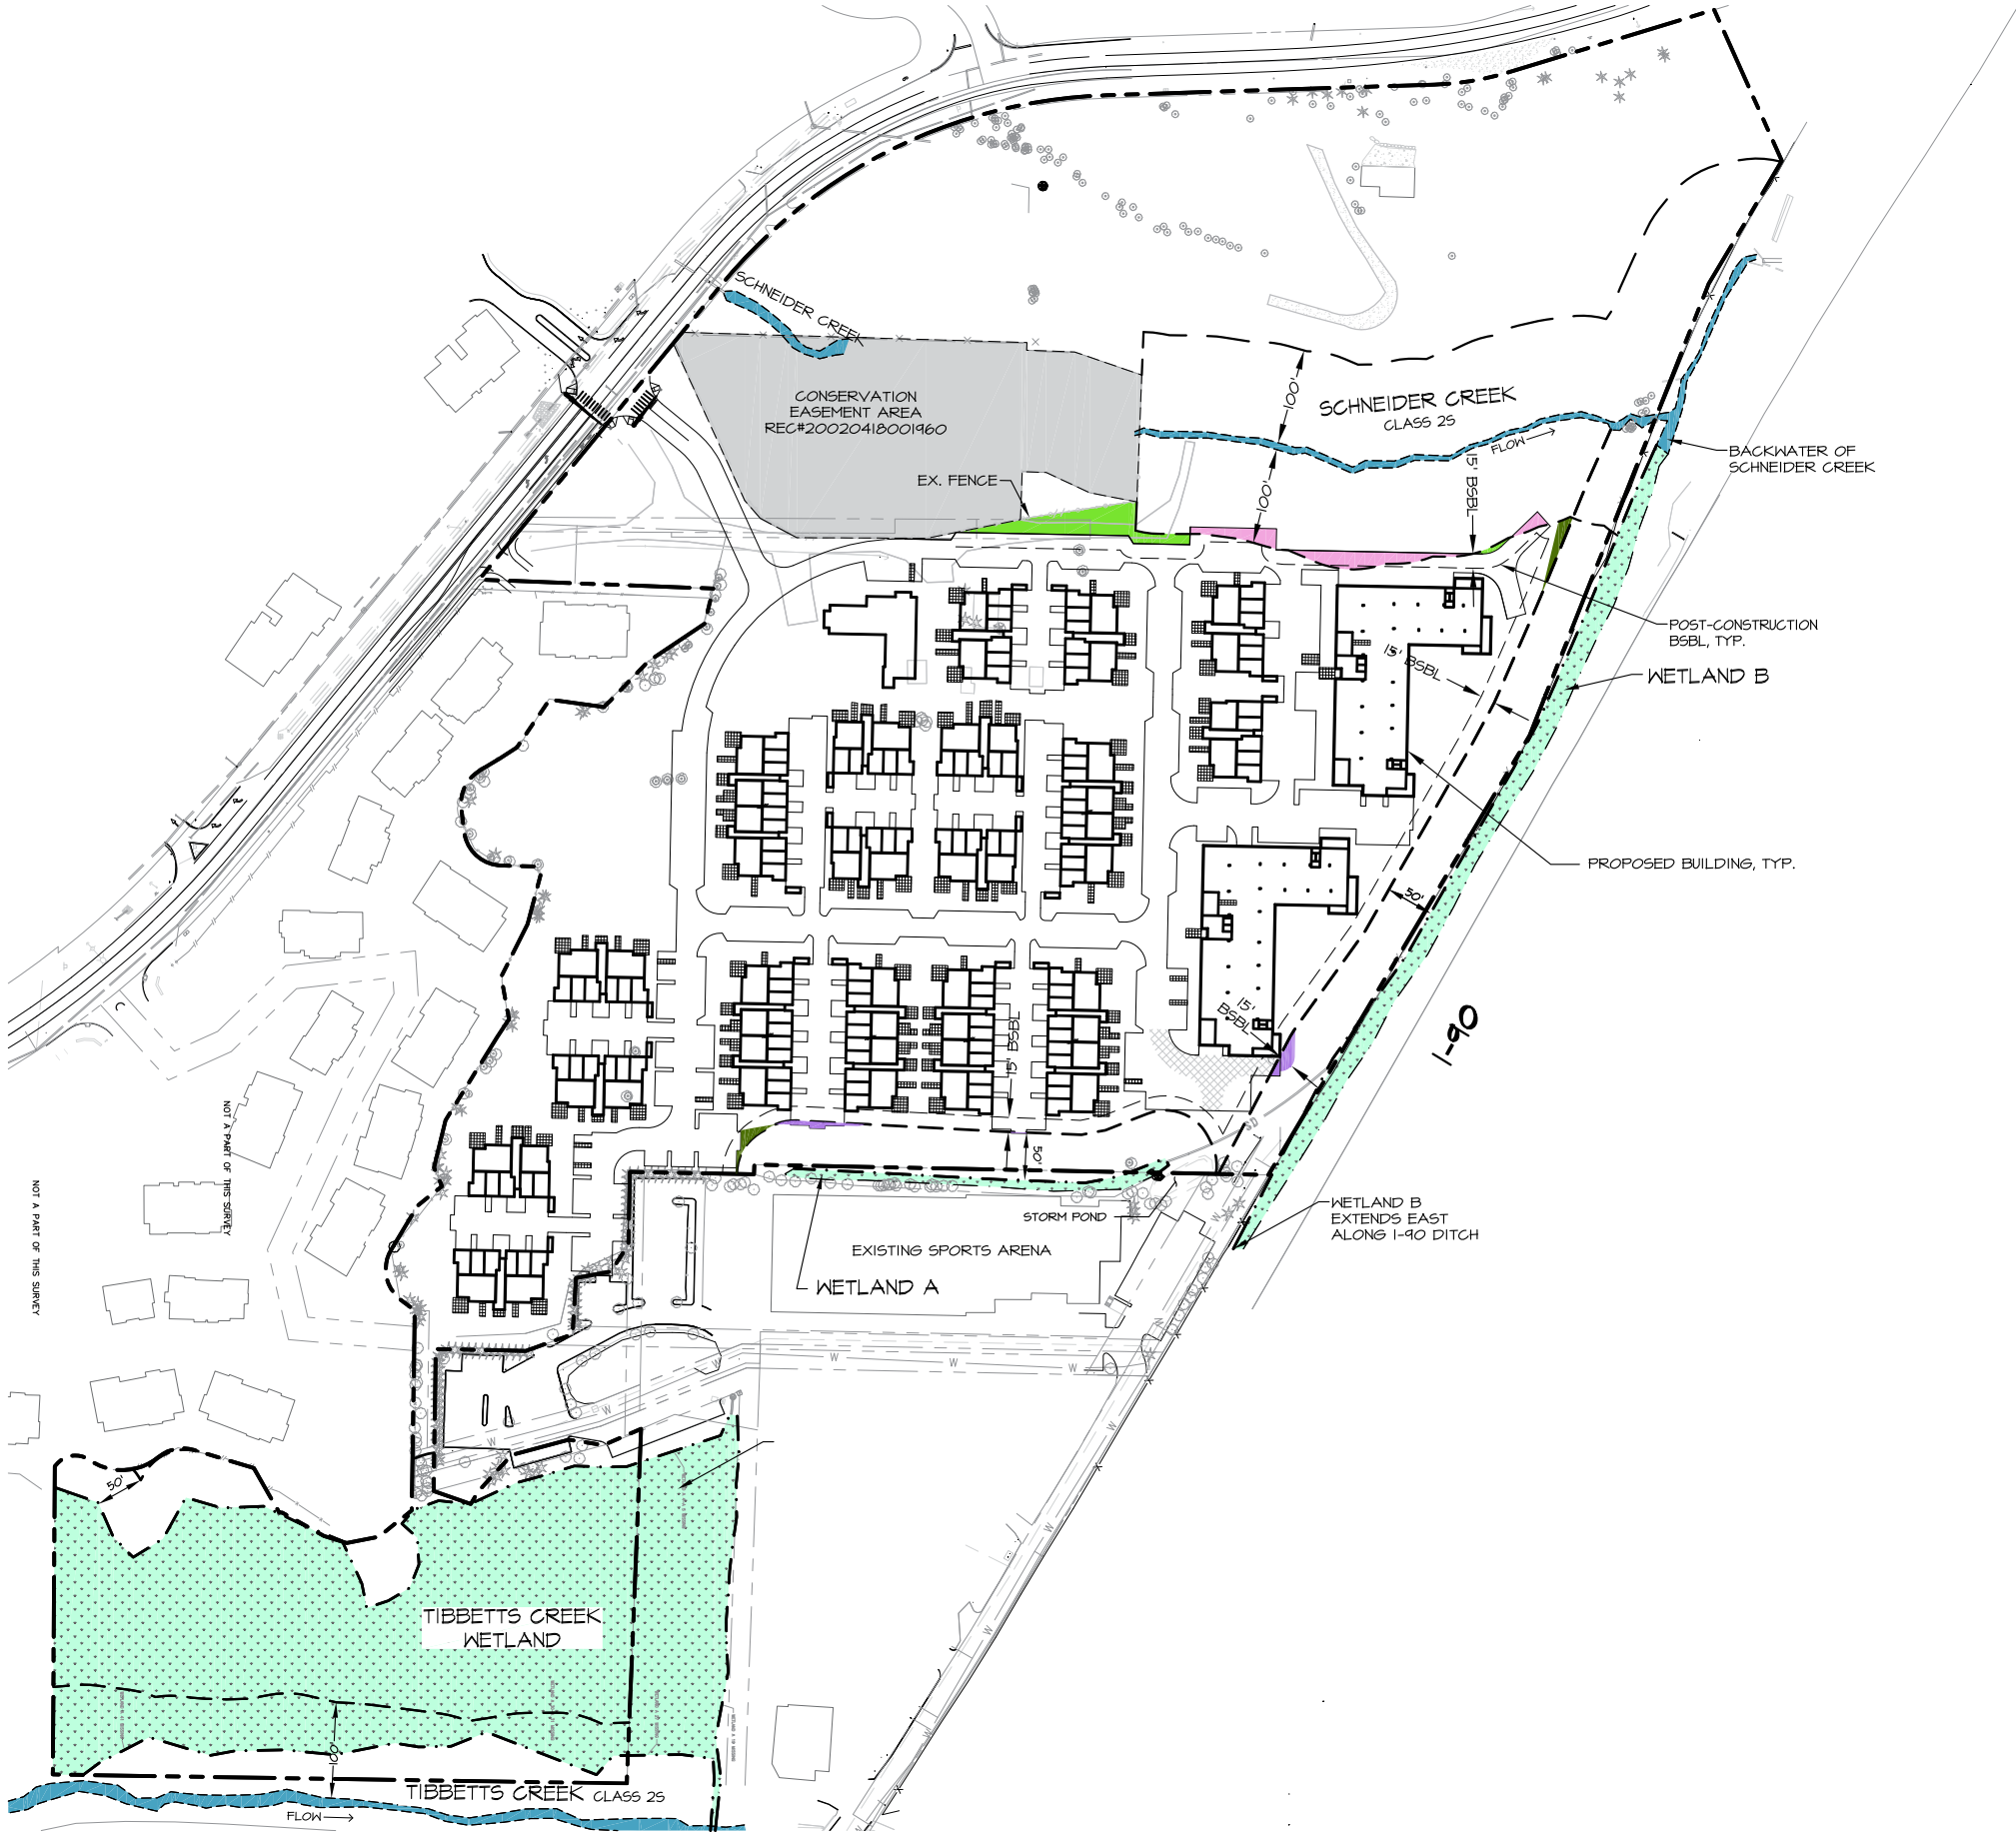 SCHNEIDER CREEK
CONSERVATION
EASEMENT AREA
REC#20020418001960
EX. FENCE
100'
100'
SCHNEIDER CREEK
CLASS 2S
FLOW
15' BSBL
BACKWATER OF
SCHNEIDER CREEK
POST-CONSTRUCTION
BSBL, TYP.
WETLAND B
15' BSBL
PROPOSED BUILDING, TYP.
50'
15'
BSBL
I-90
15' BSBL
50'
SD
WETLAND B
EXTENDS EAST
ALONG I-90 DITCH
STORM POND
EXISTING SPORTS ARENA
WETLAND A
NOT A PART OF THIS SURVEY
NOT A PART OF THIS SURVEY
W
W
W
W
W
W
W
W
W
W
50'
TIBBETTS CREEK
WETLAND
100'
TIBBETTS CREEK CLASS 2S
FLOW